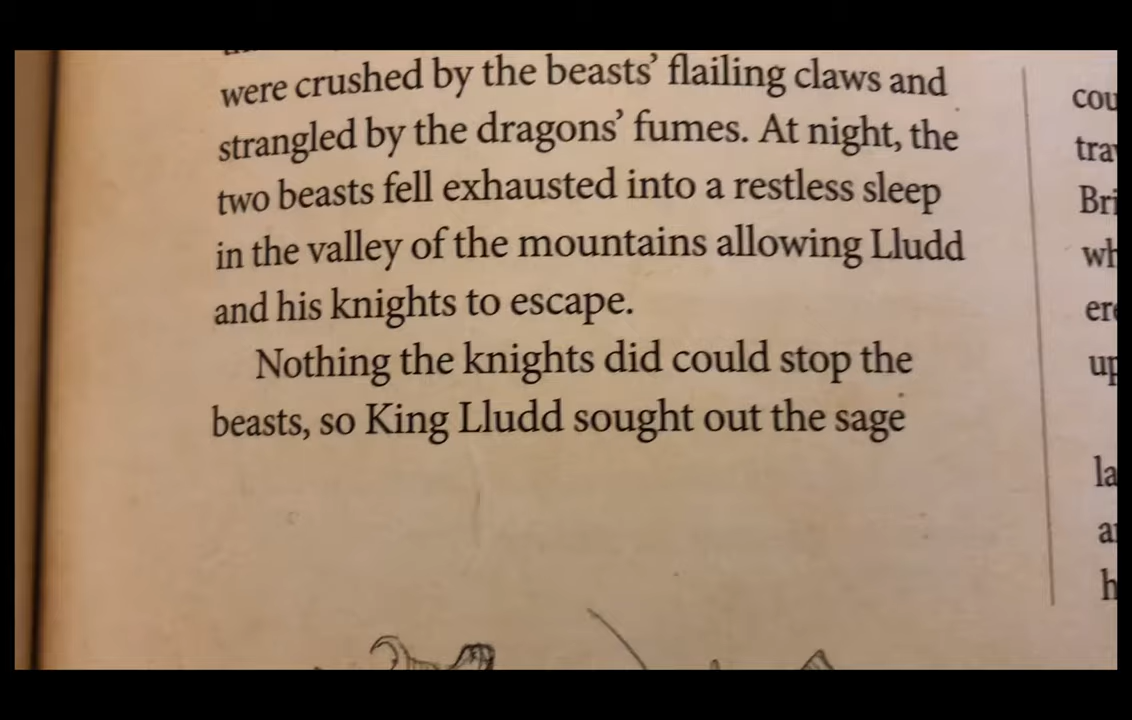 were crushed by the beasts’ flailing claws and
strangled by the dragons’ fumes. At night, the
two beasts fell exhausted into a restless sleep
in the valley of the mountains allowing Lludd
and his knights to escape.
Nothing the knights did could stop the
beasts, so King Lludd sought out the sage